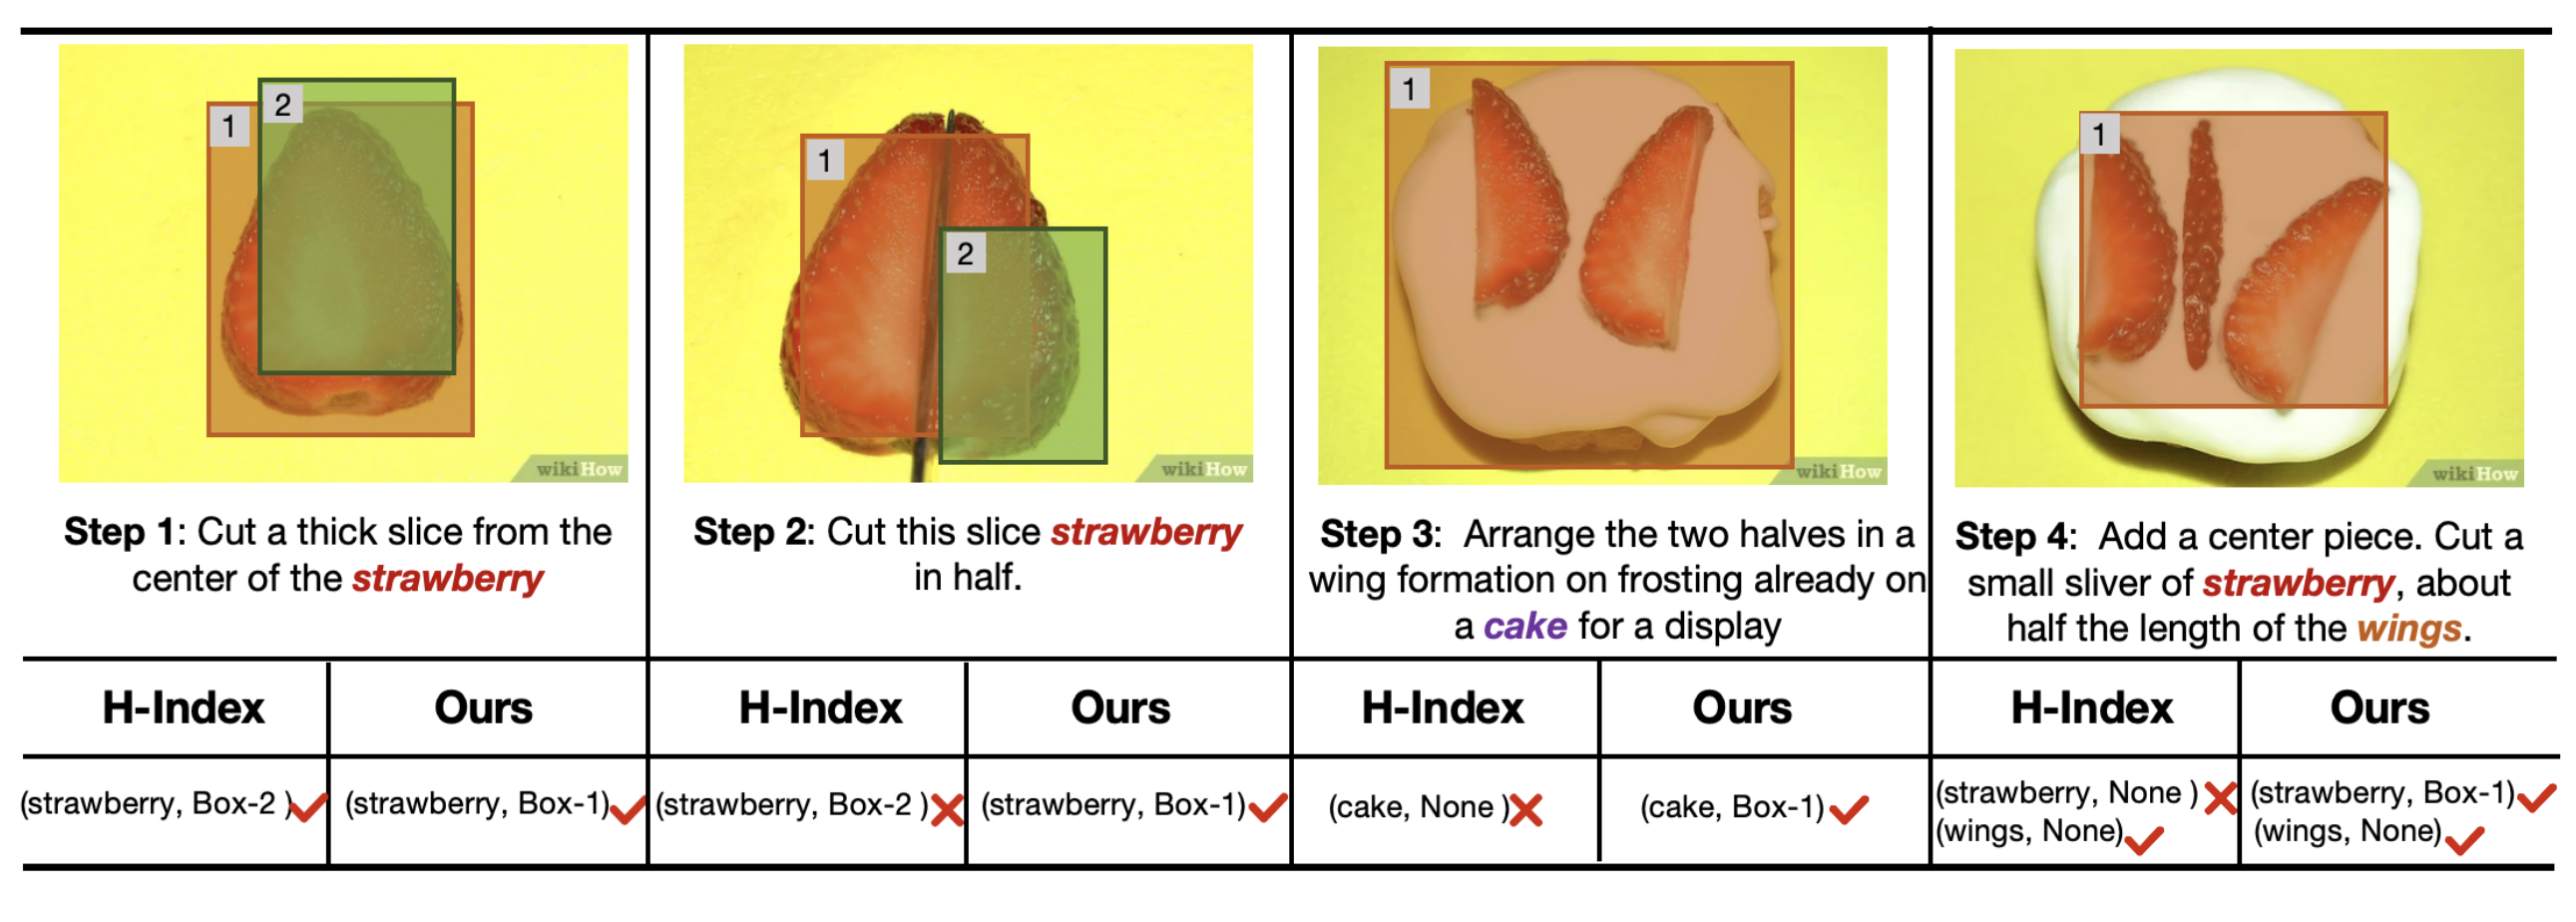 1
2
wikiHow
1
2
wikiHow
1
wikiHow
1
wikiHow
Step 1: Cut a thick slice from the
center of the strawberry
Step 2: Cut this slice strawberry
in half.
Step 3: Arrange the two halves in a
wing formation on frosting already on
a cake for a display
Step 4: Add a center piece. Cut a
small sliver of strawberry, about
half the length of the wings.
H-Index
Ours
H-Index
Ours
H-Index
Ours
H-Index
Ours
(strawberry, Box-2 )
(strawberry, Box-1)
(strawberry, Box-2 )
(strawberry, Box-1)
(cake, None )
(cake, Box-1)
(strawberry, None )
(wings, None)
(strawberry, Box-1)
(wings, None)